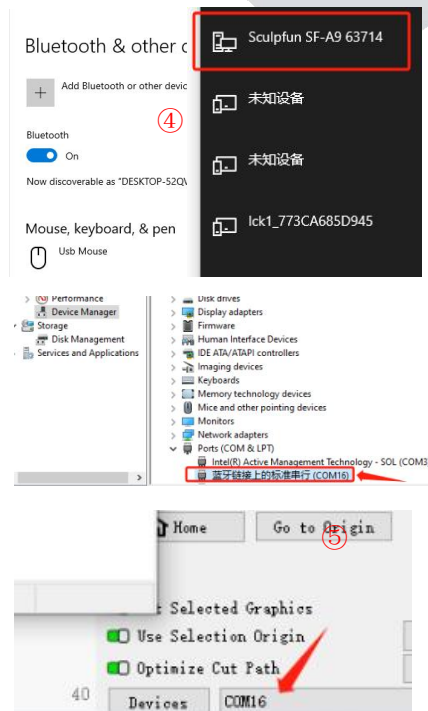 Bluetooth & other d
Add Bluetooth or other devic
④
Bluetooth
On
Now discoverable as "DESKTOP-52QV
Mouse, keyboard, & pen
Usb Mouse
Sculpfun SF-A9 63714
未知设备
未知设备
lck1_773CA685D945
Performance
Device Manager
Storage
Disk Management
Services and Applications
Disk drives
Display adapters
Firmware
Human Interface Devices
IDE ATA/ATAPI controllers
Imaging devices
Keyboards
Memory technology devices
Mice and other pointing devices
Monitors
Network adapters
Ports (COM & LPT)
Intel(R) Active Management Technology - SOL (COM3
蓝牙链接上的标准串行 (COM16)
Home
Go to Origin
⑤
Selected Graphics
Use Selection Origin
Optimize Cut Path
40
Devices
COM16